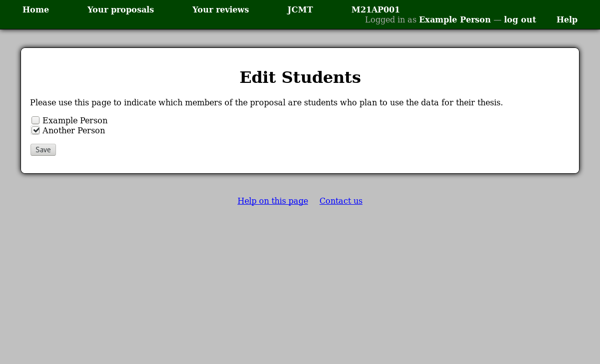 Home Your proposals Your reviews JCMT M21AP001
Logged in as Example Person — log out Help
Edit Students
Please use this page to indicate which members of the proposal are students who plan to use the data for their thesis.
Example Person
Another Person
Save
Help on this page Contact us